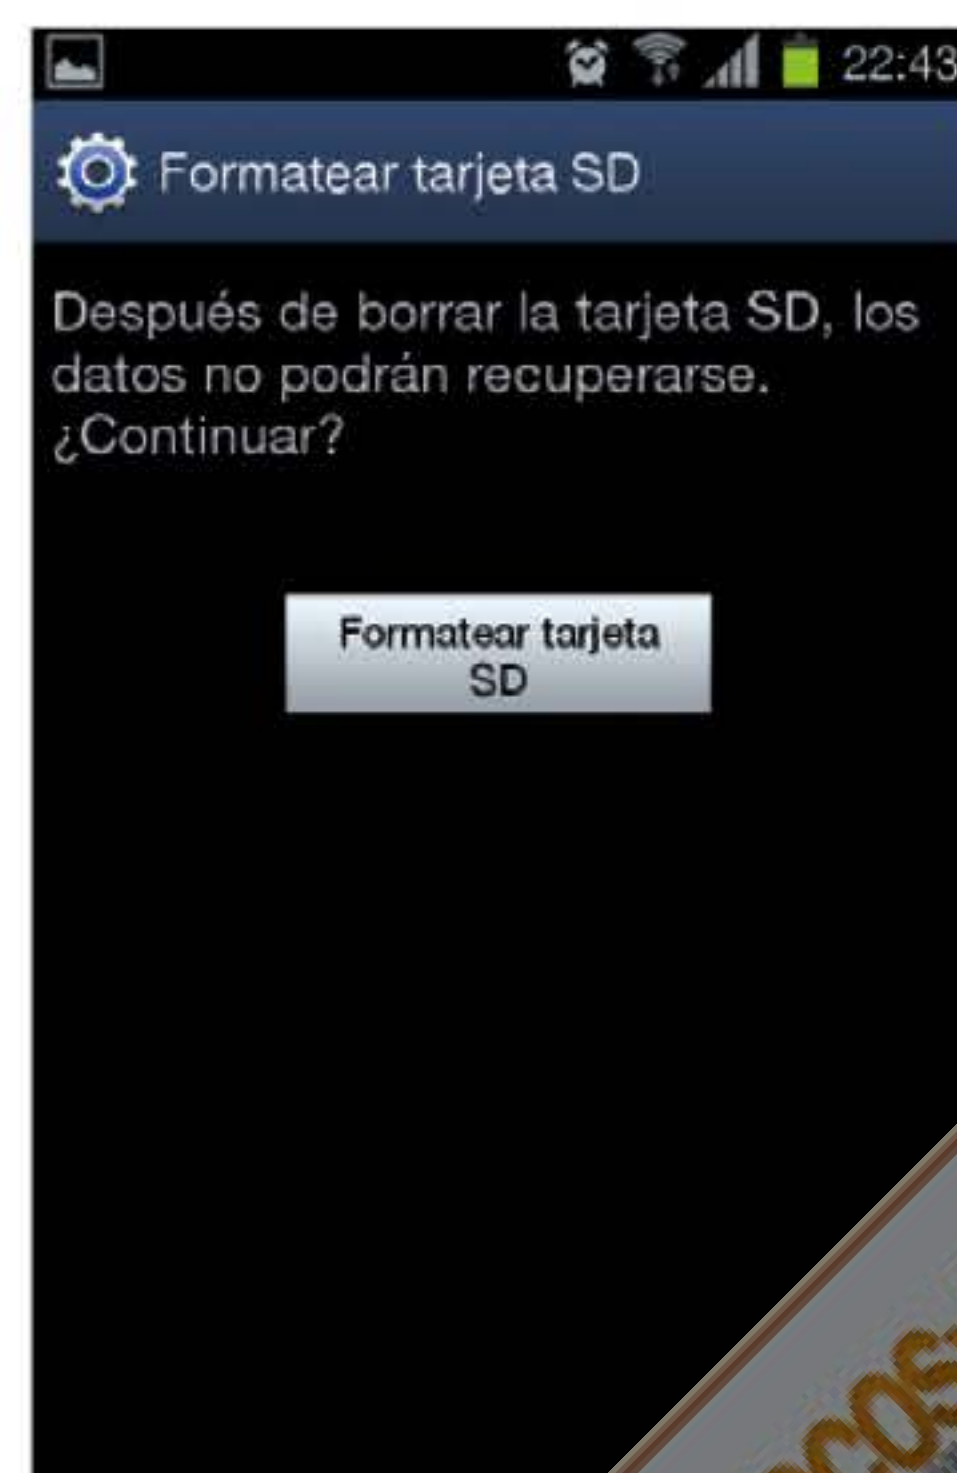 22:43
Formatear tarjeta SD
Después de borrar la tarjeta SD, los
datos no podrán recuperarse.
¿Continuar?
Formatear tarjeta
SD